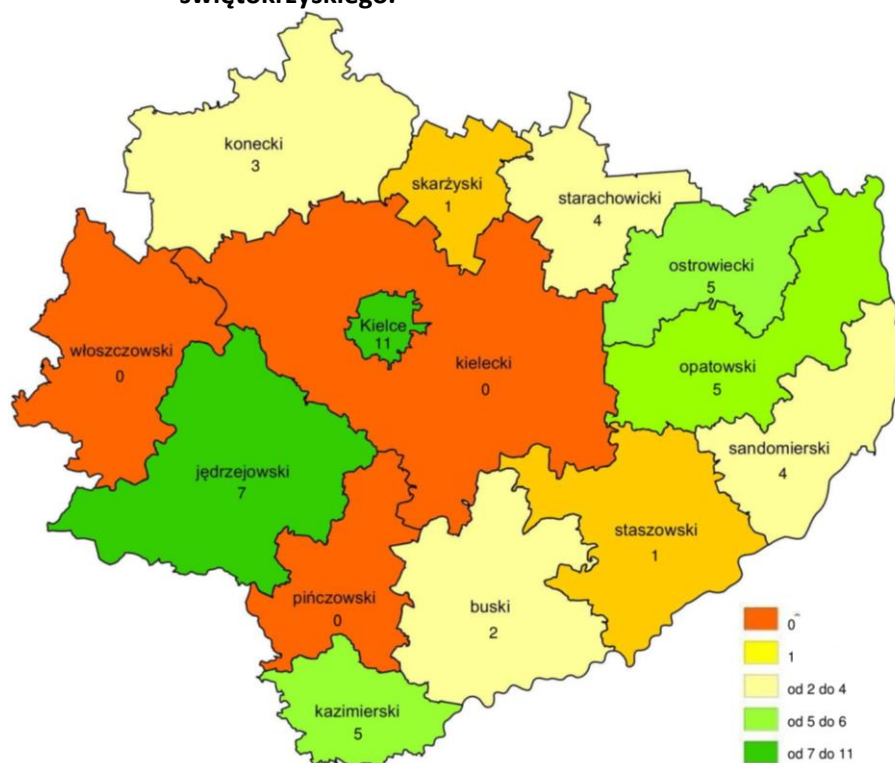 świętokrzyskiego.
konecki
3
skarżyski
1
starachowicki
4
ostrowiecki
5
Kielce
11
włoszczowski
0
kielecki
0
opatowski
5
sandomierski
4
jędrzejowski
7
staszowski
1
pińczowski
0
buski
2
kazimierski
5
0
1
od 2 do 4
od 5 do 6
od 7 do 11